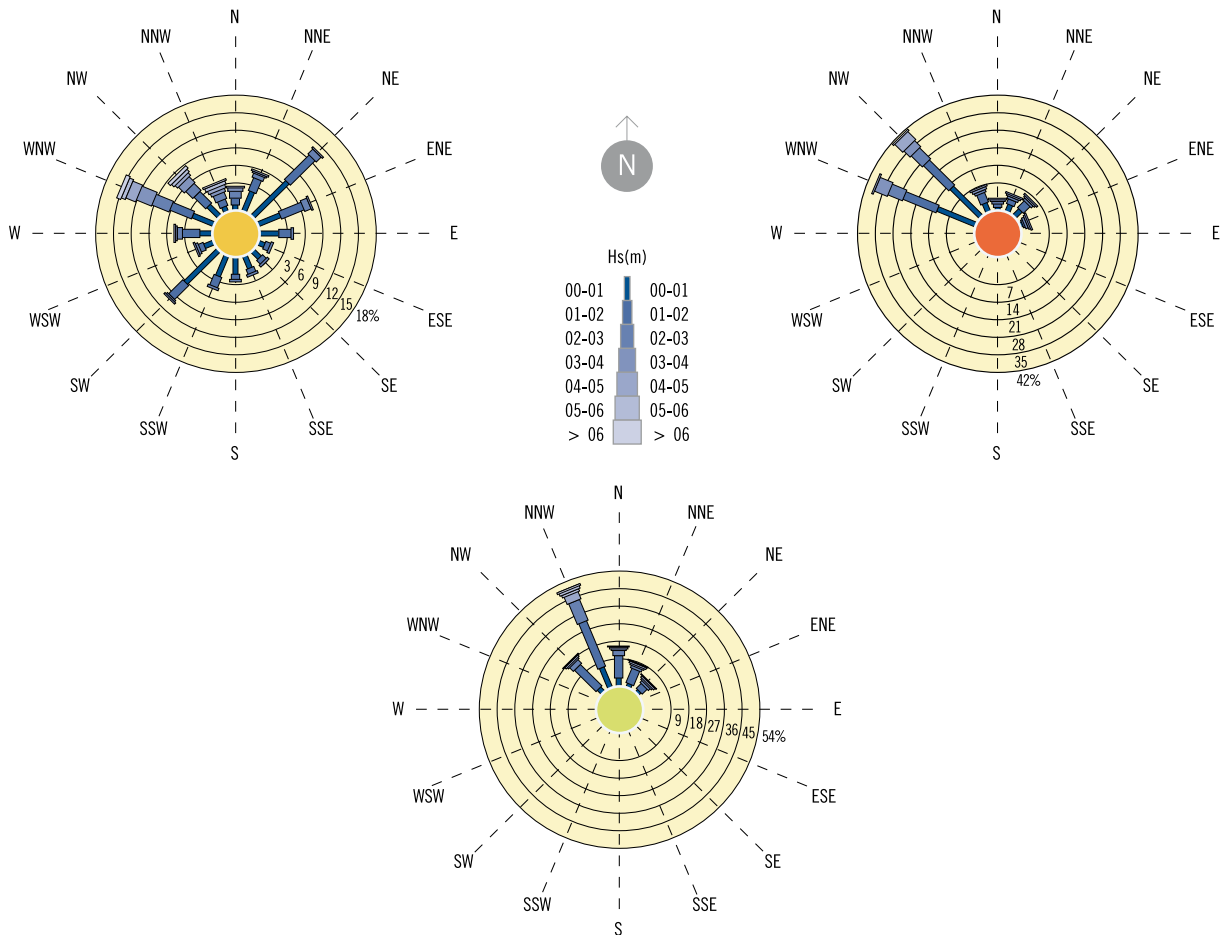 N
NNW
NNE
NW
NE
WNW
ENE
W
E
3
6
9
12
15
18%
WSW
ESE
SW
SE
SSW
SSE
S
N
Hs(m)
00-01 00-01
01-02 01-02
02-03 02-03
03-04 03-04
04-05 04-05
05-06 05-06
> 06 > 06
N
NNW
NNE
NW
NE
WNW
ENE
W
E
7
14
21
28
35
42%
WSW
ESE
SW
SE
SSW
SSE
S
N
NNW
NNE
NW
NE
WNW
ENE
W
9 18 27 36 45 54%
E
WSW
ESE
SW
SE
SSW
SSE
S